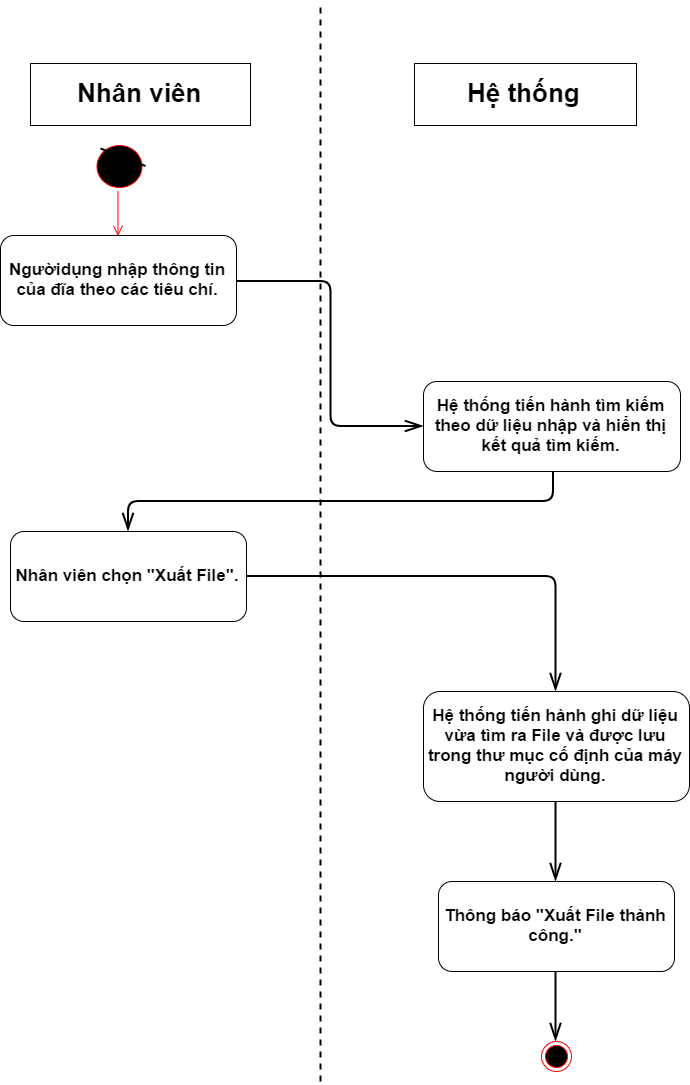 Nhân viên
Hệ thống
Ngườidụng nhập thông tin
của đĩa theo các tiêu chí.
Hệ thống tiến hành tìm kiếm
theo dữ liệu nhập và hiển thị
kết quả tìm kiếm.
Nhân viên chọn "Xuất File".
Hệ thống tiến hành ghi dữ liệu
vừa tìm ra File và được lưu
trong thư mục cố định của máy
người dùng.
Thông báo "Xuất File thành
công."